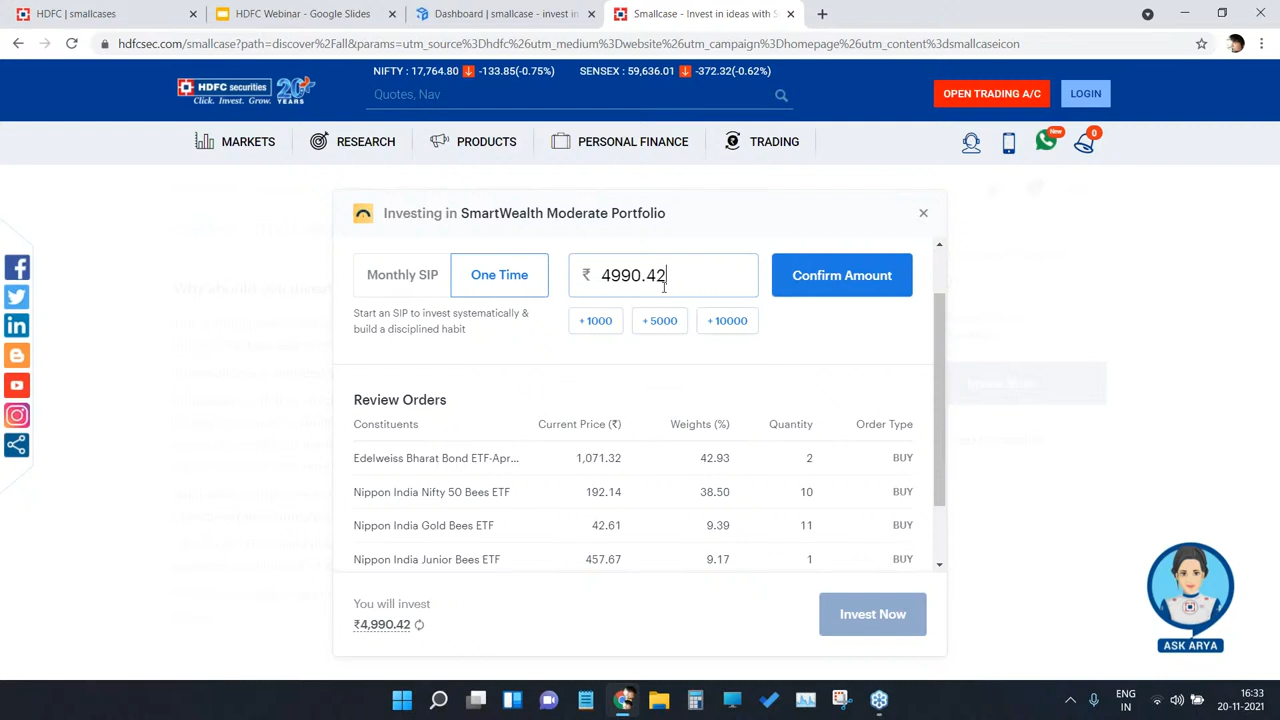 HDFC | smallcases
HDFC Webinar - Google Slides
Dashboard | smallcase - invest in
Smallcase - Invest in ideas with S
hdfcsec.com/smallcase?path=discover%2Fall&params=utm_source%3Dhdfc%26utm_medium%3Dwebsite%26utm_campaign%3Dhomepage%26utm_content%3dsmallcaseicon
HDFC securities
Click. Invest. Grow.
20
YEARS
NIFTY : 17,764.80 -133.85(-0.75%) SENSEX : 59,636.01 -372.32(-0.62%)
Quotes, Nav
OPEN TRADING A/C
LOGIN
MARKETS RESEARCH PRODUCTS PERSONAL FINANCE TRADING
New
0
Investing in SmartWealth Moderate Portfolio
Monthly SIP One Time ₹ 4990.42 Confirm Amount
Start an SIP to invest systematically &
build a disciplined habit
+ 1000 + 5000 + 10000
Review Orders
Constituents Current Price (₹) Weights (%) Quantity Order Type
Edelweiss Bharat Bond ETF-Apr... 1,071.32 42.93 2 BUY
Nippon India Nifty 50 Bees ETF 192.14 38.50 10 BUY
Nippon India Gold Bees ETF 42.61 9.39 11 BUY
Nippon India Junior Bees ETF 457.67 9.17 1 BUY
You will invest
₹4,990.42
Invest Now
ASK ARYA
ENG
IN
16:33
20-11-2021